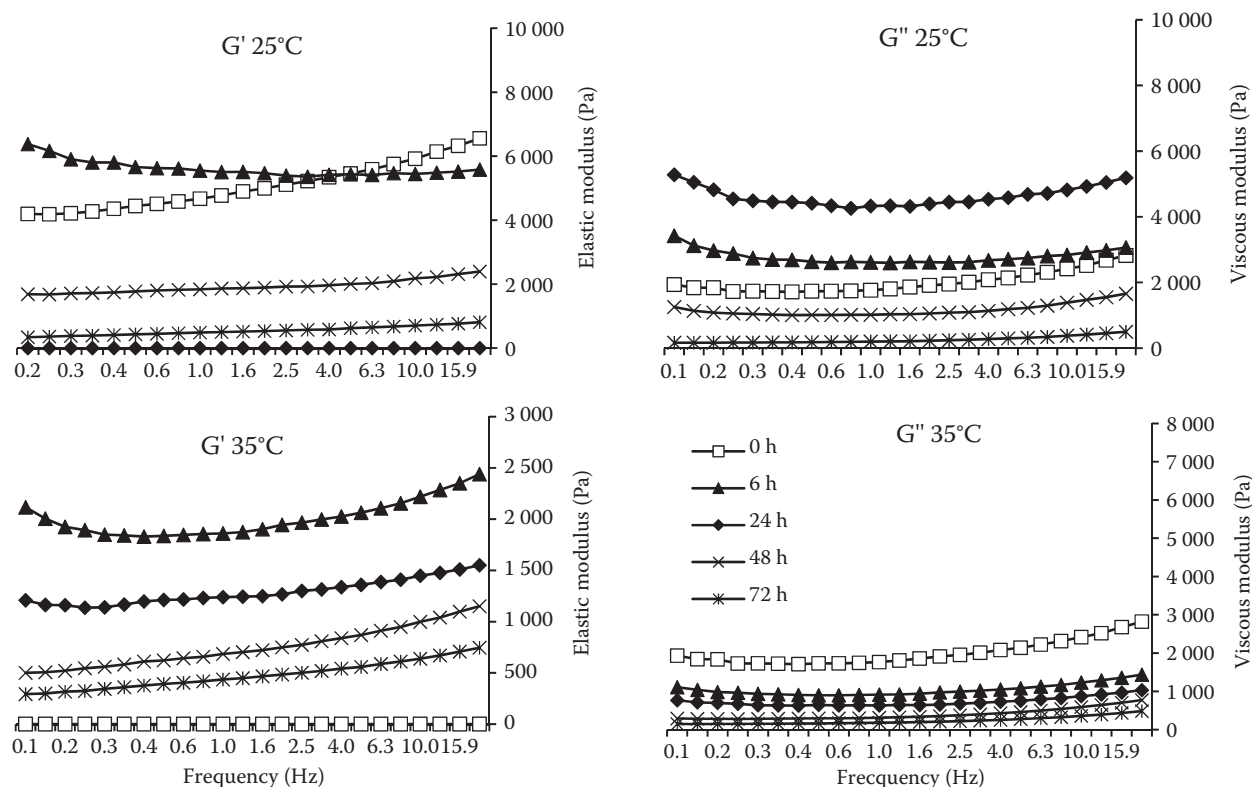 G' 25°C
10 000
8 000
6 000
4 000
2 000
0
Elastic modulus (Pa)
0.2 0.3 0.4 0.6 1.0 1.6 2.5 4.0 6.3 10.0 15.9
G" 25°C
10 000
8 000
6 000
4 000
2 000
0
Viscous modulus (Pa)
0.1 0.2 0.3 0.4 0.6 1.0 1.6 2.5 4.0 6.3 10.0 15.9
G' 35°C
3 000
2 500
2 000
1 500
1 000
500
0
Elastic modulus (Pa)
0.1 0.2 0.3 0.4 0.6 1.0 1.6 2.5 4.0 6.3 10.0 15.9
Frequency (Hz)
G" 35°C
0 h
6 h
24 h
48 h
72 h
8 000
7 000
6 000
5 000
4 000
3 000
2 000
1 000
0
Viscous modulus (Pa)
0.1 0.2 0.3 0.4 0.6 1.0 1.6 2.5 4.0 6.3 10.0 15.9
Frecquency (Hz)